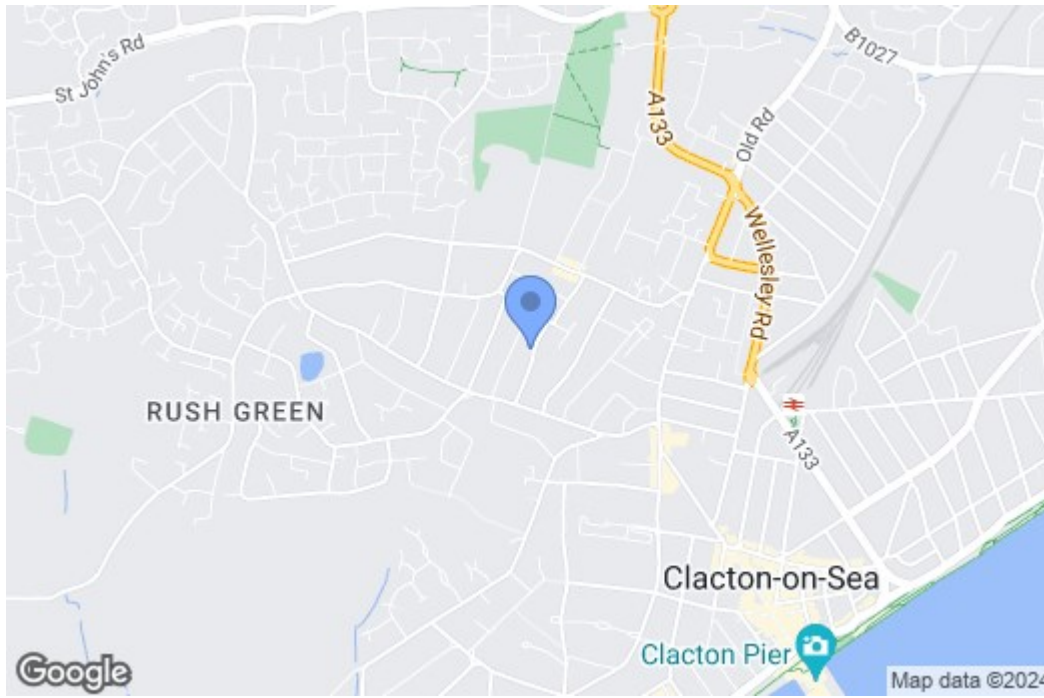 St John's Rd
B1027
A133
Old Rd
Wellesley Rd
RUSH GREEN
A133
Clacton-on-Sea
Clacton Pier
Google
Map data ©2024